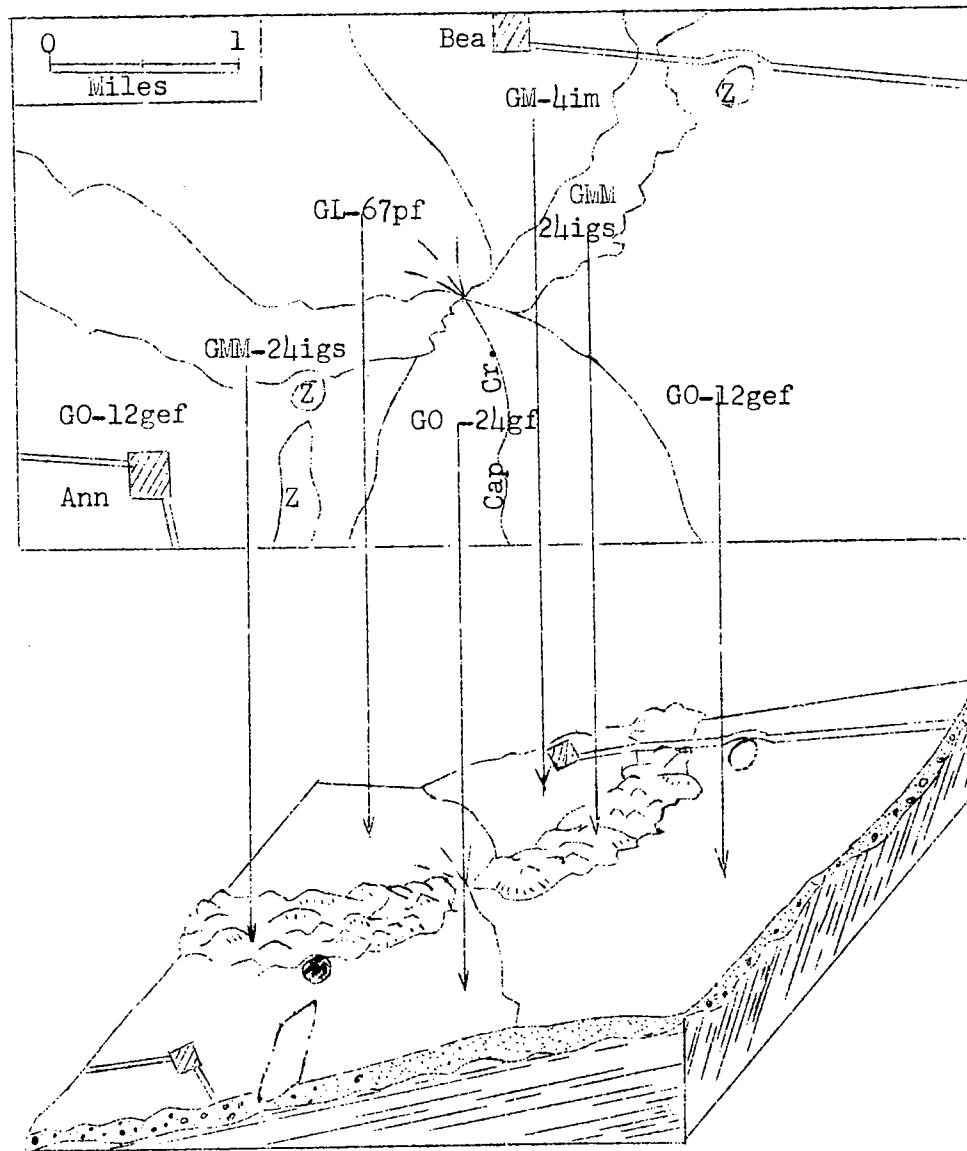 0 1
Miles
Bea
Z
GM-4im
GMM
24igs
GL-67pf
GMM-24igs
Z
GO-12gef
GO-12gef
GO -24gf
Cap Cr.
Ann
Z